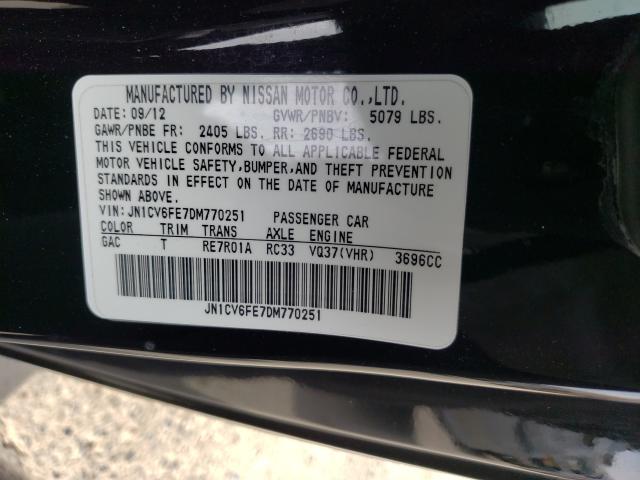 MANUFACTURED BY NISSAN MOTOR CO.,LTD.
DATE: 09/12 GVWR/PNBV: 5079 LBS.
GAWR/PNBE FR: 2405 LBS. RR: 2690 LBS.
THIS VEHICLE CONFORMS TO ALL APPLICABLE FEDERAL
MOTOR VEHICLE SAFETY,BUMPER,AND THEFT PREVENTION
STANDARDS IN EFFECT ON THE DATE OF MANUFACTURE
SHOWN ABOVE.
VIN: JN1CV6FE7DM770251 PASSENGER CAR
COLOR TRIM TRANS AXLE ENGINE
GAC T RE7R01A RC33 VQ37(VHR) 3696CC
JN1CV6FE7DM770251